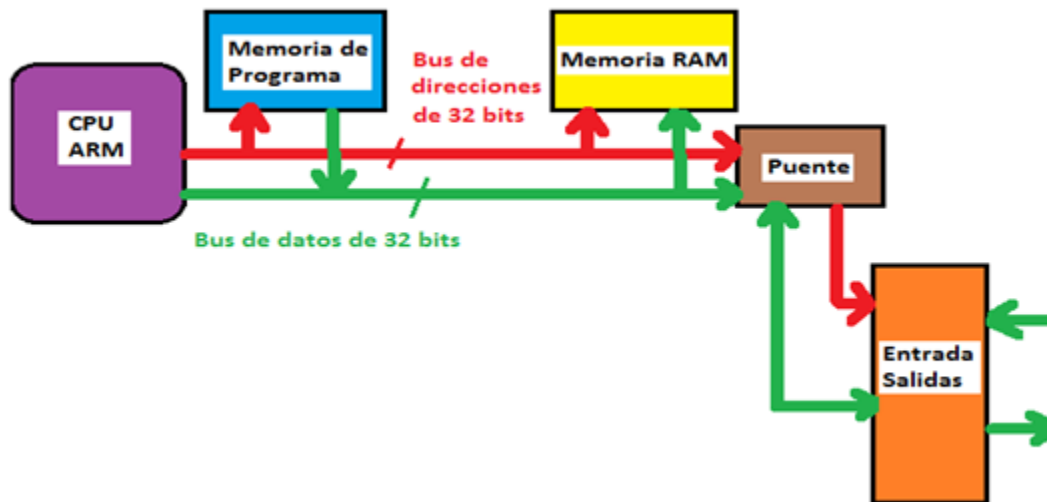 CPU
ARM
Memoria de
Programa
Bus de
direcciones
de 32 bits
Memoria RAM
Puente
Bus de datos de 32 bits
Entrada
Salidas